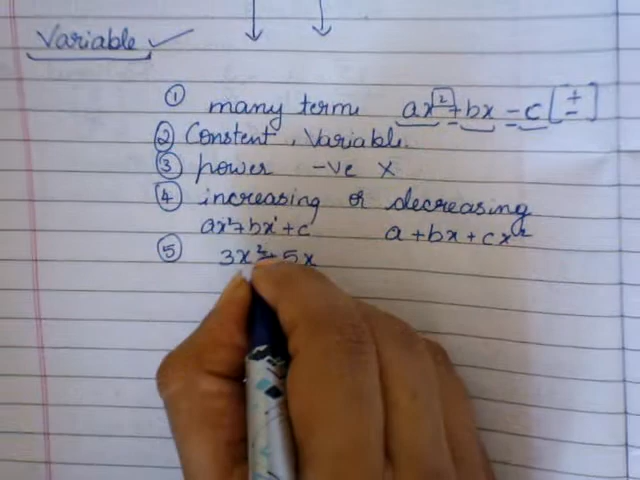 Variable ✓
① many term ax² + bx - c [+ -]
② Constent, Variable.
③ power -ve x
④ increasing or decreasing
ax²+bx¹+c a+bx+cx²
⑤ 3x²+5x